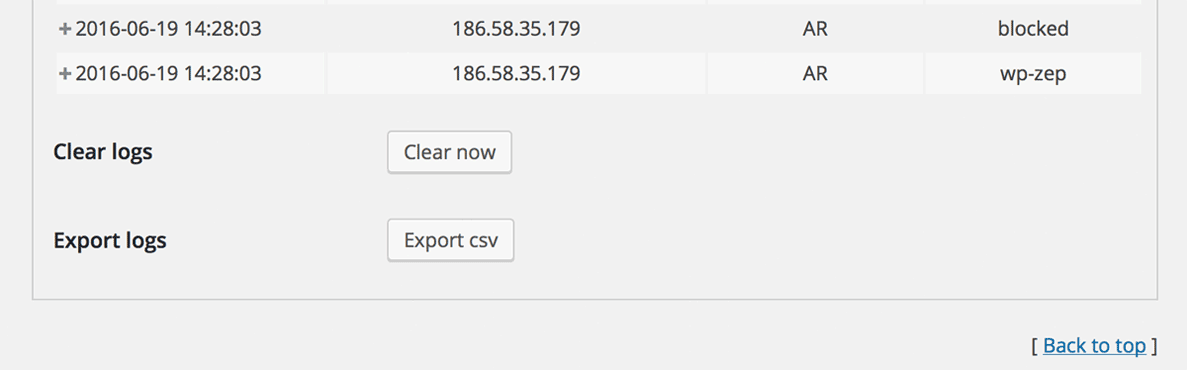 + 2016-06-19 14:28:03 186.58.35.179 AR blocked
+ 2016-06-19 14:28:03 186.58.35.179 AR wp-zep
Clear logs Clear now
Export logs Export csv
[ Back to top ]